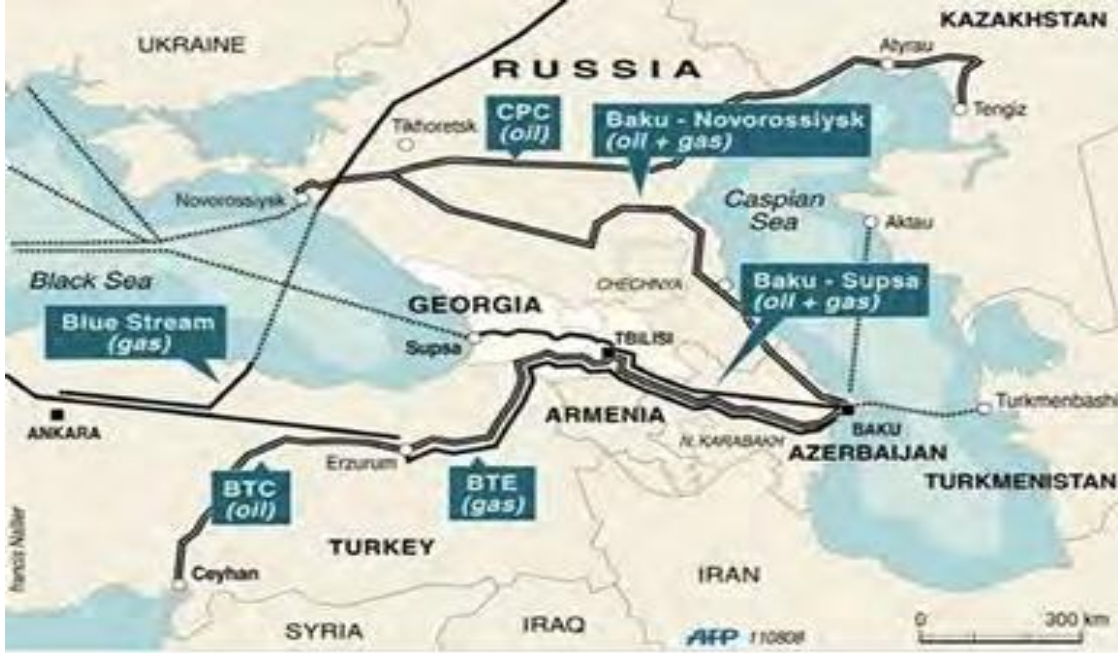 KAZAKHSTAN
UKRAINE
Atyrau
RUSSIA
Tengiz
CPC
(oil)
Baku - Novorossiysk
(oil + gas)
Tikhoretsk
Novorossiysk
Caspian
Sea
Aktau
Black Sea
CHECHNYA
Baku - Supsa
(oil + gas)
GEORGIA
Blue Stream
(gas)
Supsa
TBILISI
Turkmenbashi
ARMENIA
ANKARA
BAKU
N. KARABAKH
AZERBAIJAN
Erzurum
TURKMENISTAN
BTC
(oil)
BTE
(gas)
TURKEY
francis Nallier
Ceyhan
IRAN
SYRIA
IRAQ
AFP 110808
0 300 km